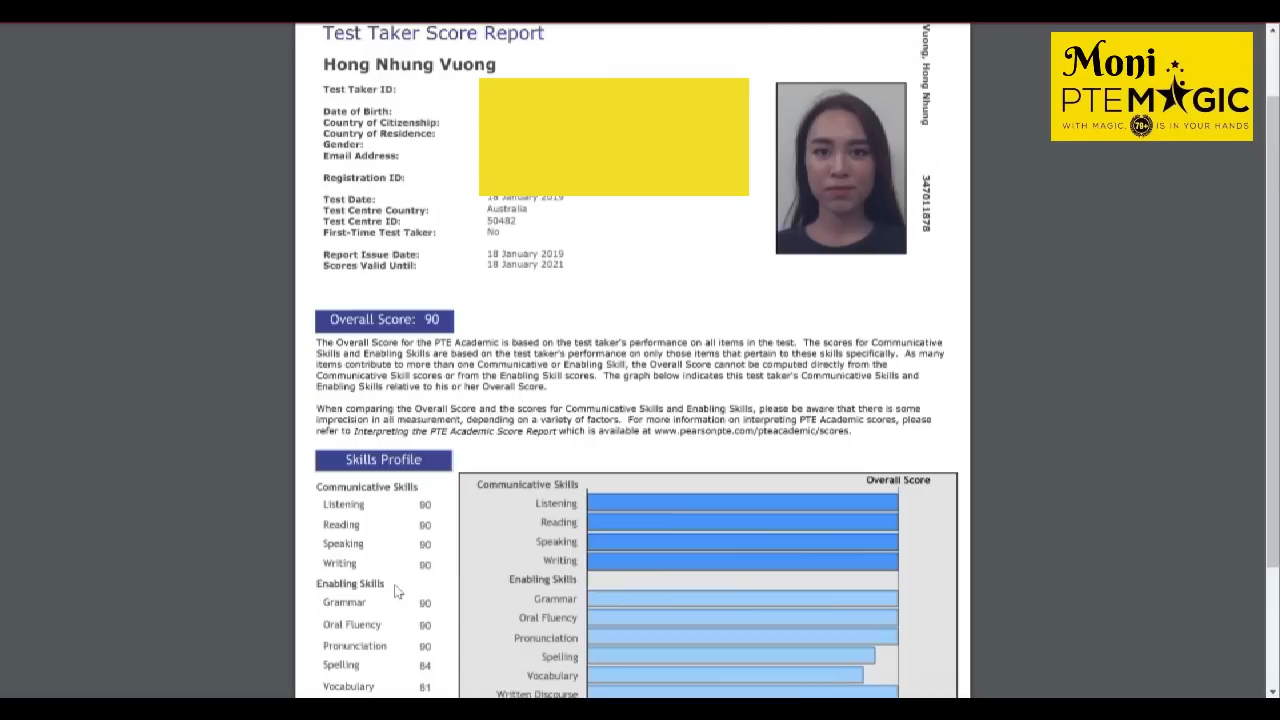 Test Taker Score Report
Hong Nhung Vuong
Test Taker ID:
Date of Birth:
Country of Citizenship:
Country of Residence:
Gender:
Email Address:
Registration ID:
Test Date: 18 January 2019
Test Centre Country: Australia
Test Centre ID: 50482
First-Time Test Taker: No
Report Issue Date: 18 January 2019
Scores Valid Until: 18 January 2021
Vuong, Hong Nhung
347011878
Moni
PTEMAGIC
WITH MAGIC, 79+ IS IN YOUR HANDS
Overall Score: 90
The Overall Score for the PTE Academic is based on the test taker's performance on all items in the test. The scores for Communicative
Skills and Enabling Skills are based on the test taker's performance on only those items that pertain to these skills specifically. As many
items contribute to more than one Communicative or Enabling Skill, the Overall Score cannot be computed directly from the
Communicative Skill scores or from the Enabling Skill scores. The graph below indicates this test taker's Communicative Skills and
Enabling Skills relative to his or her Overall Score.
When comparing the Overall Score and the scores for Communicative Skills and Enabling Skills, please be aware that there is some
imprecision in all measurement, depending on a variety of factors. For more information on interpreting PTE Academic scores, please
refer to Interpreting the PTE Academic Score Report which is available at www.pearsonpte.com/pteacademic/scores.
Skills Profile
Communicative Skills
Listening 90
Reading 90
Speaking 90
Writing 90
Enabling Skills
Grammar 90
Oral Fluency 90
Pronunciation 90
Spelling 84
Vocabulary 81
Overall Score
Communicative Skills
Listening
Reading
Speaking
Writing
Enabling Skills
Grammar
Oral Fluency
Pronunciation
Spelling
Vocabulary
Written Discourse